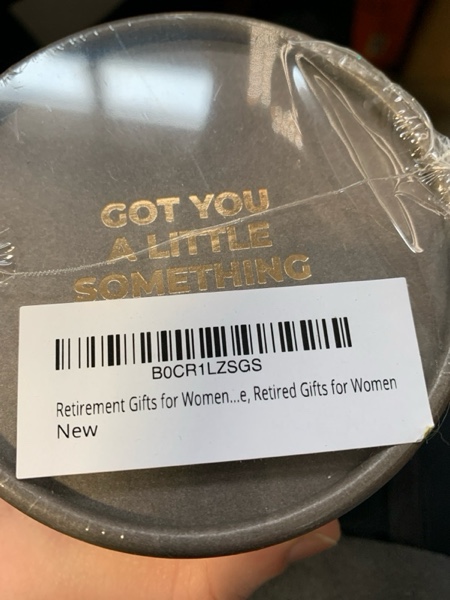 GOT YOU
A LITTLE
SOMETHING
B0CR1LZSGS
Retirement Gifts for Women...e, Retired Gifts for Women
New